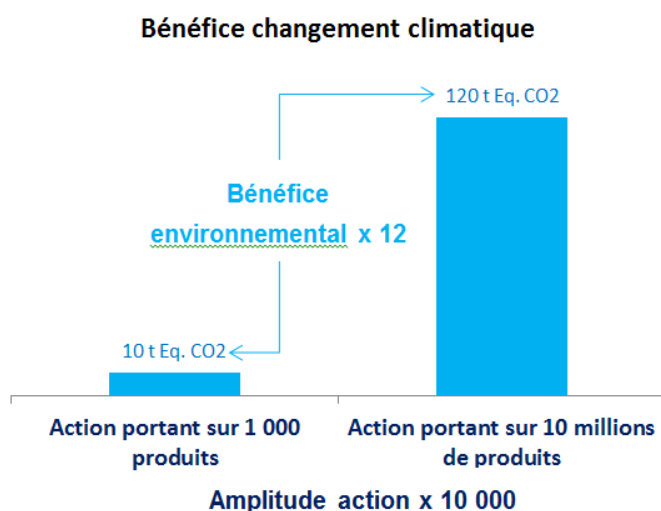 Bénéfice changement climatique
120 t Eq. CO2
Bénéfice
environnemental x 12
10 t Eq. CO2
Action portant sur 1 000
produits
Action portant sur 10 millions
de produits
Amplitude action x 10 000